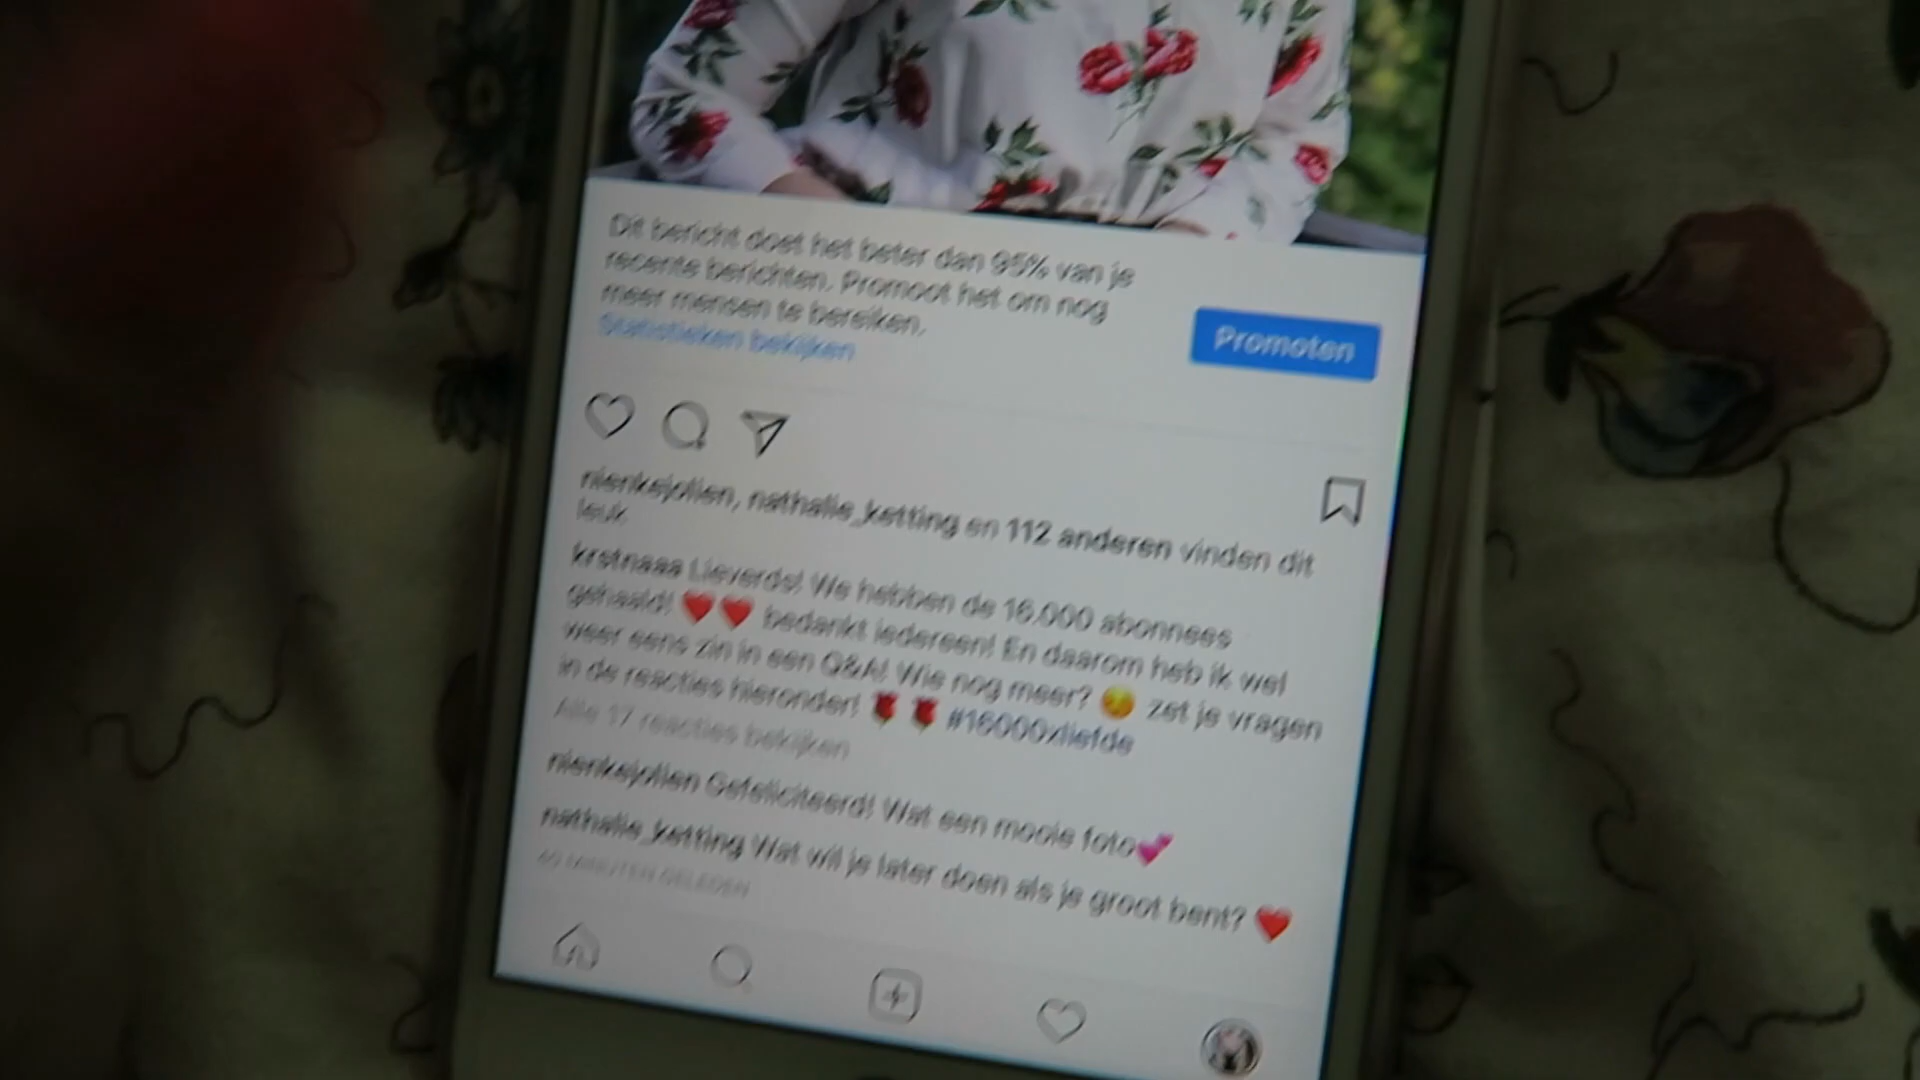 Dit bericht doet het beter dan 95% van je
recente berichten. Promoot het om nog
meer mensen te bereiken.
Statistieken bekijken
Promoten
nienkejolien, nathalie_ketting en 112 anderen vinden dit
leuk
krstnaaa Lieverds! We hebben de 16.000 abonnees
gehaald! ❤️❤️ bedankt iedereen! En daarom heb ik wel
weer eens zin in een Q&A! Wie nog meer? 😏 zet je vragen
in de reacties hieronder! 🌹🌹 #16000xliefde
Alle 17 reacties bekijken
nienkejolien Gefeliciteerd! Wat een mooie foto💕
nathalie_ketting Wat wil je later doen als je groot bent? ❤️
MINUTEN GELEDEN